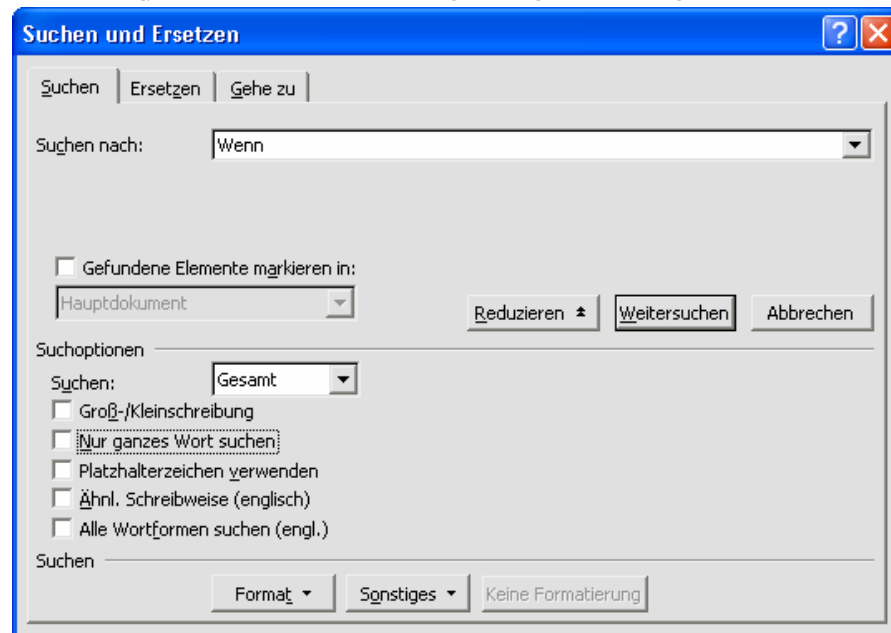 Suchen und Ersetzen
Suchen Ersetzen Gehe zu
Suchen nach: Wenn
Gefundene Elemente markieren in:
Hauptdokument
Reduzieren Weitersuchen Abbrechen
Suchoptionen
Suchen: Gesamt
Groß-/Kleinschreibung
Nur ganzes Wort suchen
Platzhalterzeichen verwenden
Ähnl. Schreibweise (englisch)
Alle Wortformen suchen (engl.)
Suchen
Format Sonstiges Keine Formatierung